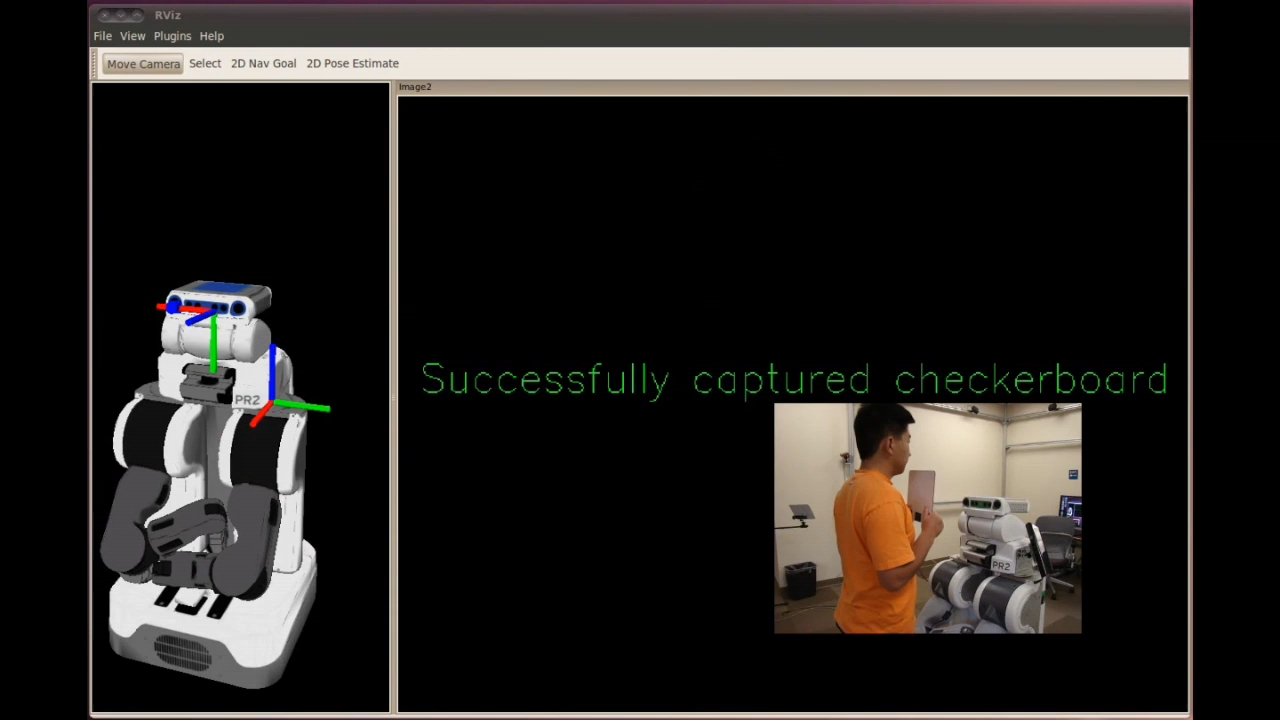 RViz
File View Plugins Help
Move Camera Select 2D Nav Goal 2D Pose Estimate
Image2
PR2
Successfully captured checkerboard
PR2